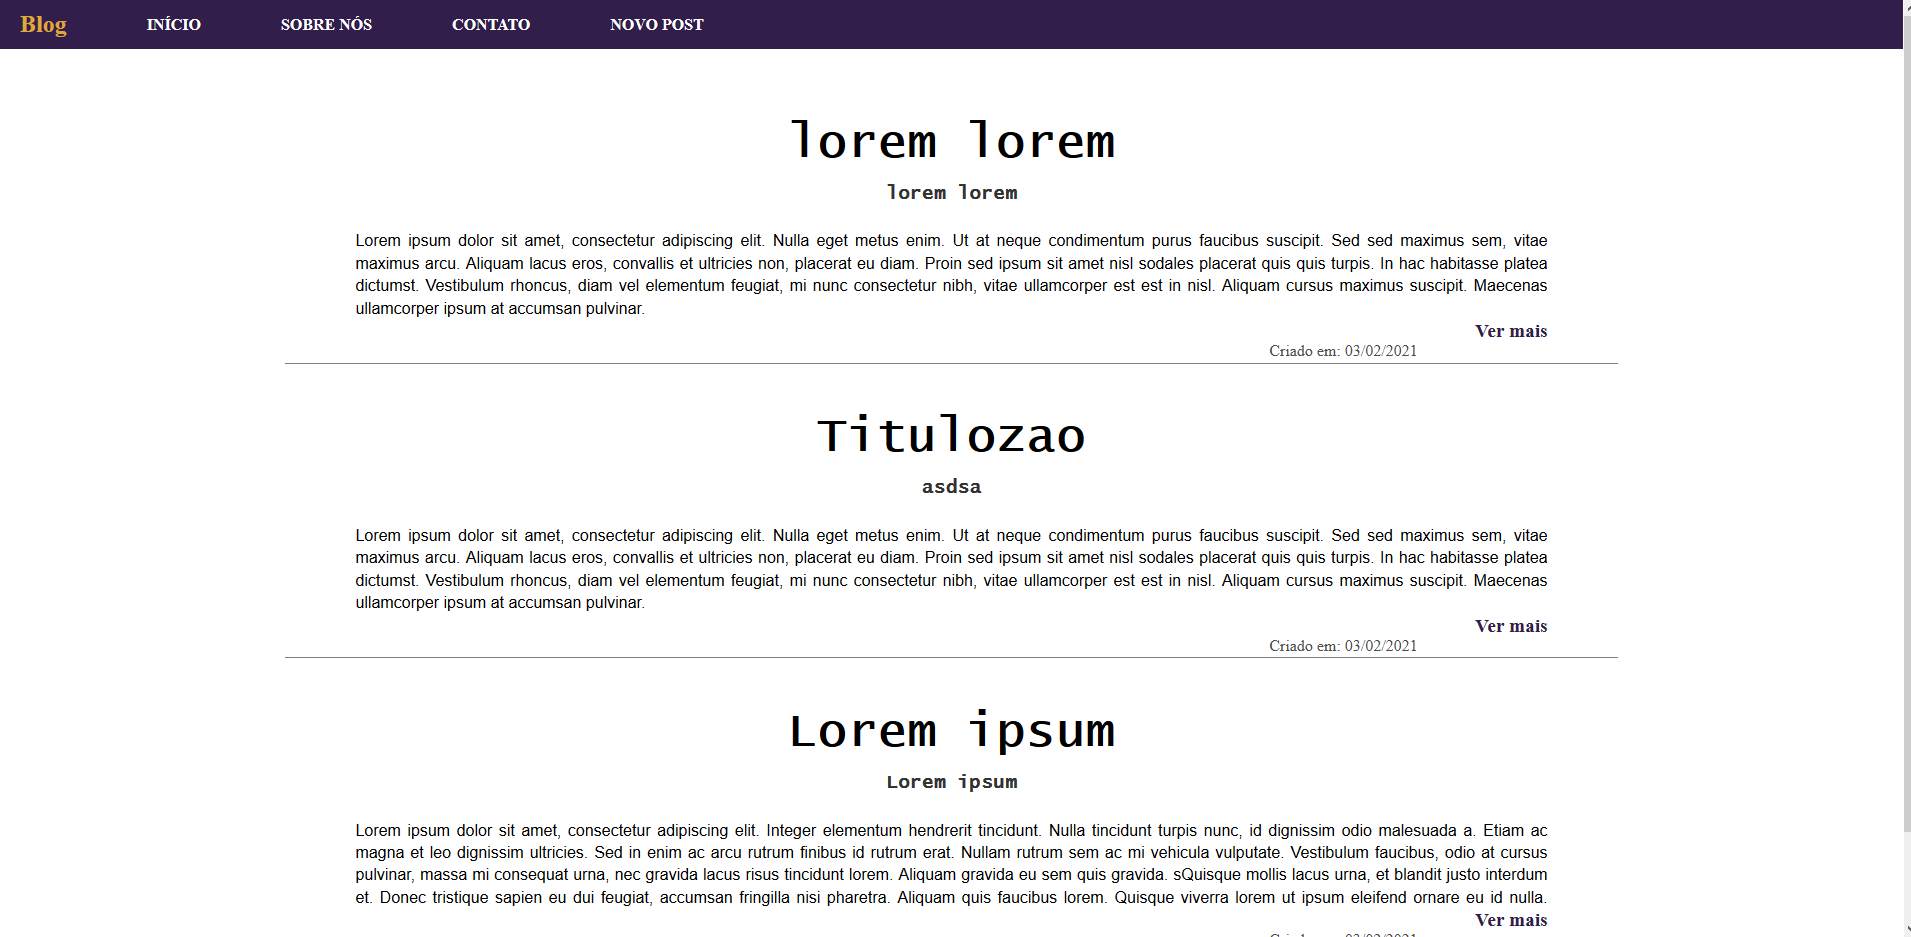 Blog INÍCIO SOBRE NÓS CONTATO NOVO POST
lorem lorem
lorem lorem
Lorem ipsum dolor sit amet, consectetur adipiscing elit. Nulla eget metus enim. Ut at neque condimentum purus faucibus suscipit. Sed sed maximus sem, vitae
maximus arcu. Aliquam lacus eros, convallis et ultricies non, placerat eu diam. Proin sed ipsum sit amet nisl sodales placerat quis quis turpis. In hac habitasse platea
dictumst. Vestibulum rhoncus, diam vel elementum feugiat, mi nunc consectetur nibh, vitae ullamcorper est est in nisl. Aliquam cursus maximus suscipit. Maecenas
ullamcorper ipsum at accumsan pulvinar.
Ver mais
Criado em: 03/02/2021
Titulozao
asdsa
Lorem ipsum dolor sit amet, consectetur adipiscing elit. Nulla eget metus enim. Ut at neque condimentum purus faucibus suscipit. Sed sed maximus sem, vitae
maximus arcu. Aliquam lacus eros, convallis et ultricies non, placerat eu diam. Proin sed ipsum sit amet nisl sodales placerat quis quis turpis. In hac habitasse platea
dictumst. Vestibulum rhoncus, diam vel elementum feugiat, mi nunc consectetur nibh, vitae ullamcorper est est in nisl. Aliquam cursus maximus suscipit. Maecenas
ullamcorper ipsum at accumsan pulvinar.
Ver mais
Criado em: 03/02/2021
Lorem ipsum
Lorem ipsum
Lorem ipsum dolor sit amet, consectetur adipiscing elit. Integer elementum hendrerit tincidunt. Nulla tincidunt turpis nunc, id dignissim odio malesuada a. Etiam ac
magna et leo dignissim ultricies. Sed in enim ac arcu rutrum finibus id rutrum erat. Nullam rutrum sem ac mi vehicula vulputate. Vestibulum faucibus, odio at cursus
pulvinar, massa mi consequat urna, nec gravida lacus risus tincidunt lorem. Aliquam gravida eu sem quis gravida. sQuisque mollis lacus urna, et blandit justo interdum
et. Donec tristique sapien eu dui feugiat, accumsan fringilla nisi pharetra. Aliquam quis faucibus lorem. Quisque viverra lorem ut ipsum eleifend ornare eu id nulla.
Ver mais